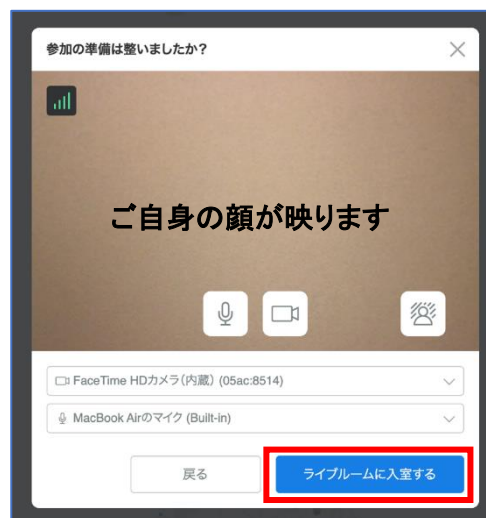 参加の準備は整いましたか?
ご自身の顔が映ります
FaceTime HDカメラ(内蔵) (05ac:8514)
MacBook Airのマイク (Built-in)
戻る
ライブルームに入室する